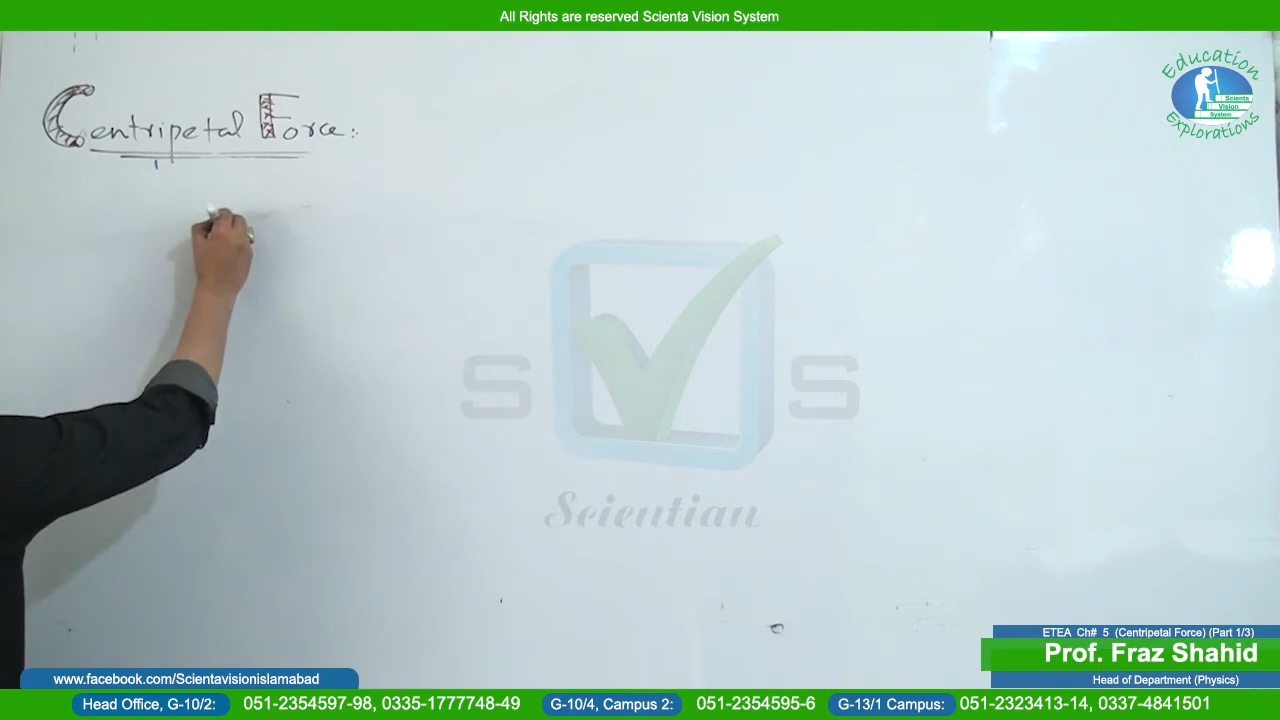 All Rights are reserved Scienta Vision System
Education
Scienta
Vision
System
Explorations
Centripetal Force:
S S
Scientian
ETEA Ch# 5 (Centripetal Force) (Part 1/3)
Prof. Fraz Shahid
Head of Department (Physics)
www.facebook.com/Scientavisionislamabad
Head Office, G-10/2: 051-2354597-98, 0335-1777748-49 G-10/4, Campus 2: 051-2354595-6 G-13/1 Campus: 051-2323413-14, 0337-4841501